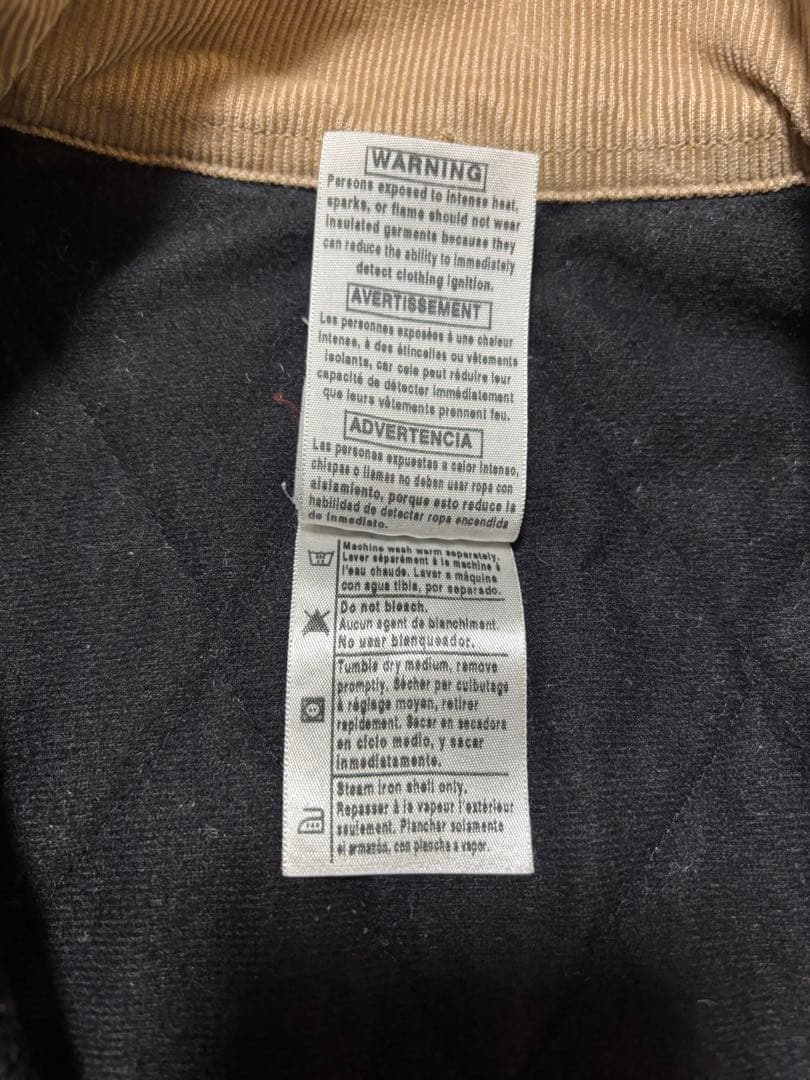 WARNING
Persons exposed to intense heat,
sparks, or flame should not wear
insulated garments because they
can reduce the ability to immediately
detect clothing ignition.
AVERTISSEMENT
Les personnes exposées à une chaleur
intense, à des étincelles ou vêtements
isolants, car cele peut réduire leur
capacité de détecter immédiatement
que leurs vêtements prennent feu.
ADVERTENCIA
Las personas expuestas a calor intenso,
chispas o llamas no deben usar ropa con
aislamiento, porque esto reduce la
habilidad de detectar ropa encendida
de inmediato.
Machine wash warm separately.
Laver séparément à la machine à
l'eau chaude. Lavar a máquina
con agua tibia, por separado.
Do not bleach.
Aucun agent de blanchiment.
No usar blanqueador.
Tumble dry medium, remove
promptly. Sécher par culbutage
à réglage moyen, retirer
rapidement. Secar en secadora
en ciclo medio, y sacar
inmediatamente.
Steam iron shell only.
Repasser à la vapeur l'extérieur
seulement. Planchar solamente
el armazón, con plancha a vapor.